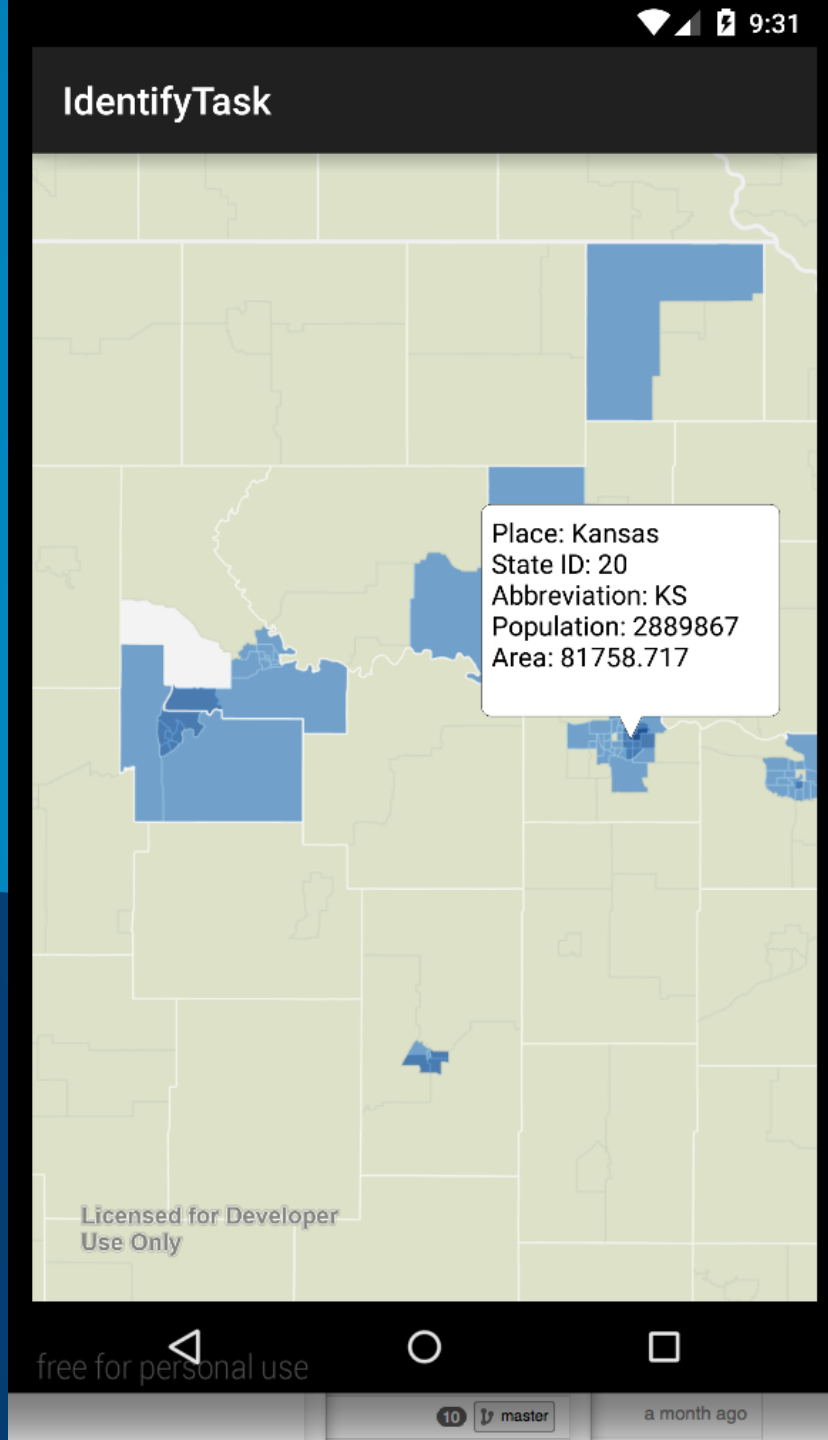 9:31
IdentifyTask
Place: Kansas
State ID: 20
Abbreviation: KS
Population: 2889867
Area: 81758.717
Licensed for Developer
Use Only
free for personal use
10 master a month ago